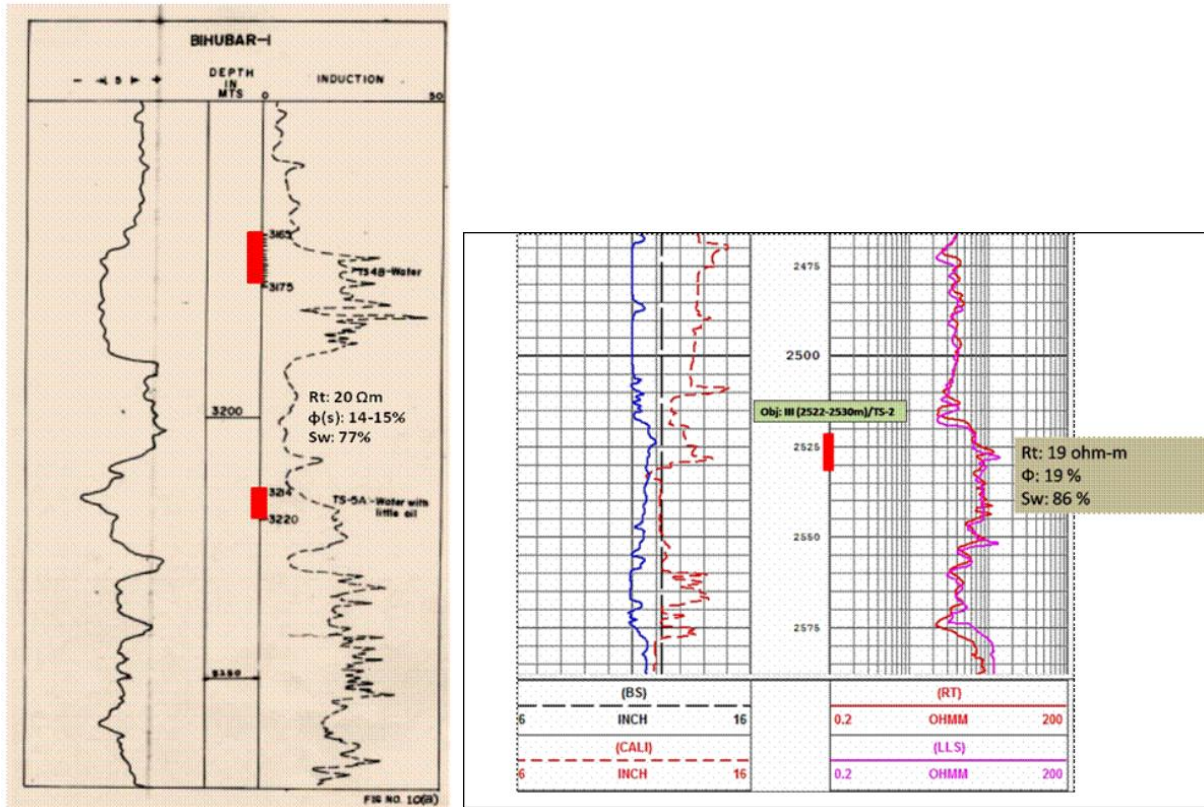 BIHUBAR-I
- S +
DEPTH
IN
MTS
INDUCTION
0
50
3165
TS4B-Water
3175
Rt: 20 Ωm
ϕ(s): 14-15%
Sw: 77%
3200
3214
TS-5A-Water with
little oil
3220
FIG NO. 10(B)
2475
2500
Obj: III (2522-2530m)/TS-2
2525
Rt: 19 ohm-m
Φ: 19 %
Sw: 86 %
2550
2575
(BS)
6 INCH 16
(CALI)
6 INCH 16
(RT)
0.2 OHMM 200
(LLS)
0.2 OHMM 200